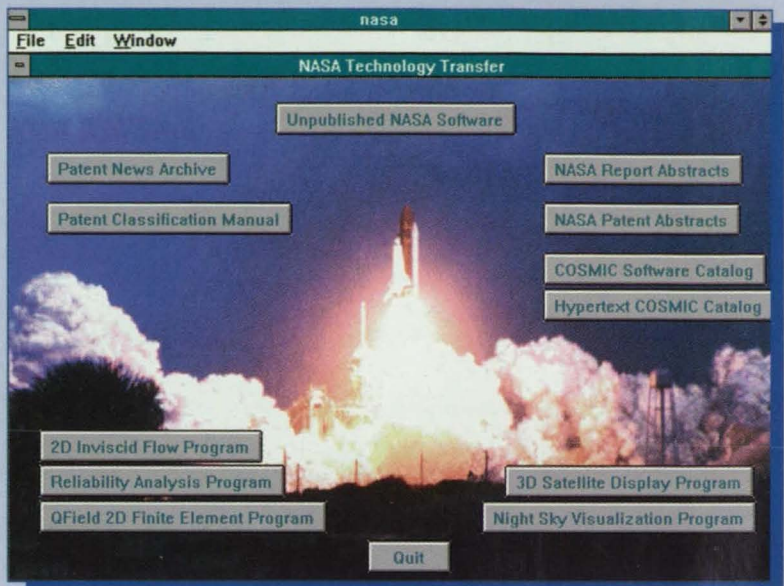 nasa
File Edit Window
NASA Technology Transfer
Unpublished NASA Software
Patent News Archive
NASA Report Abstracts
Patent Classification Manual
NASA Patent Abstracts
COSMIC Software Catalog
Hypertext COSMIC Catalog
2D Inviscid Flow Program
Reliability Analysis Program
3D Satellite Display Program
QField 2D Finite Element Program
Night Sky Visualization Program
Quit